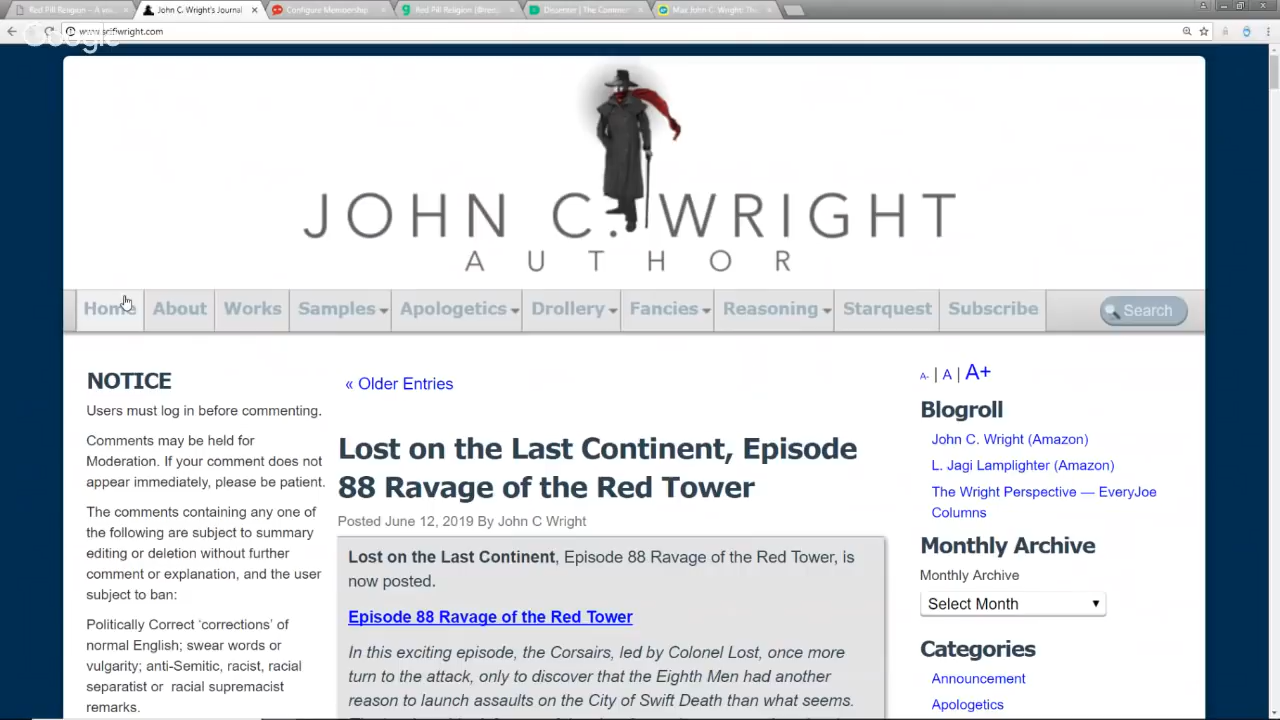 Red Pill Religion - A wo
John C. Wright's Journal
Configure Membership
Red Pill Religion (@rec
Dissenter | The Commen
Max John C. Wright: The
www.scifiwright.com
Google
JOHN C. WRIGHT
AUTHOR
Home About Works Samples Apologetics Drollery Fancies Reasoning Starquest Subscribe Search
NOTICE
Users must log in before commenting.
Comments may be held for
Moderation. If your comment does not
appear immediately, please be patient.
The comments containing any one of
the following are subject to summary
editing or deletion without further
comment or explanation, and the user
subject to ban:
Politically Correct ‘corrections’ of
normal English; swear words or
vulgarity; anti-Semitic, racist, racial
separatist or racial supremacist
remarks.
« Older Entries
Lost on the Last Continent, Episode
88 Ravage of the Red Tower
Posted June 12, 2019 By John C Wright
Lost on the Last Continent, Episode 88 Ravage of the Red Tower, is
now posted.
Episode 88 Ravage of the Red Tower
In this exciting episode, the Corsairs, led by Colonel Lost, once more
turn to the attack, only to discover that the Eighth Men had another
reason to launch assaults on the City of Swift Death than what seems.
A- | A | A+
Blogroll
John C. Wright (Amazon)
L. Jagi Lamplighter (Amazon)
The Wright Perspective — EveryJoe
Columns
Monthly Archive
Monthly Archive
Select Month
Categories
Announcement
Apologetics